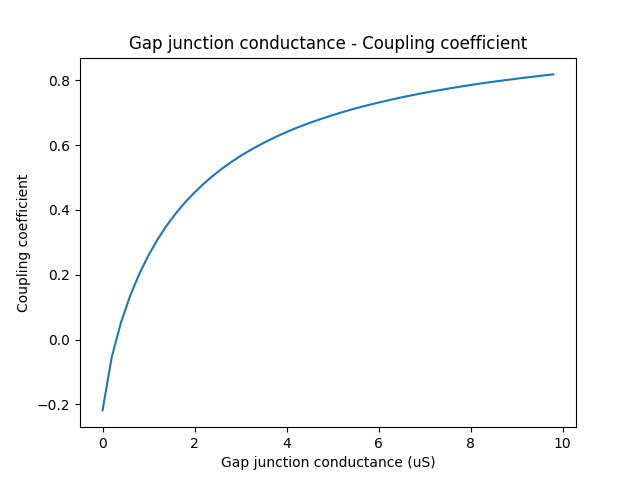 Gap junction conductance - Coupling coefficient
0.8
0.6
0.4
0.2
0.0
−0.2
Coupling coefficient
0 2 4 6 8 10
Gap junction conductance (uS)